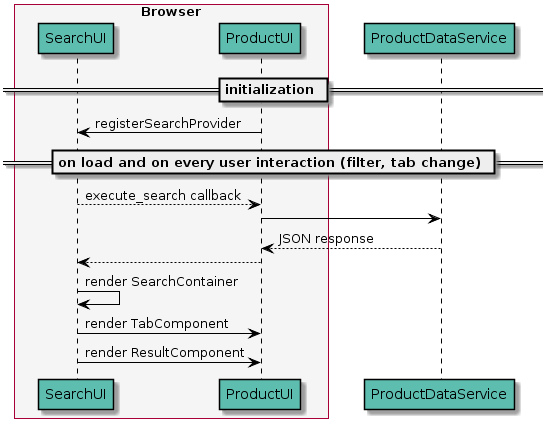 Browser
SearchUI
ProductUI
ProductDataService
initialization
registerSearchProvider
on load and on every user interaction (filter, tab change)
execute_search callback
JSON response
render SearchContainer
render TabComponent
render ResultComponent
SearchUI
ProductUI
ProductDataService